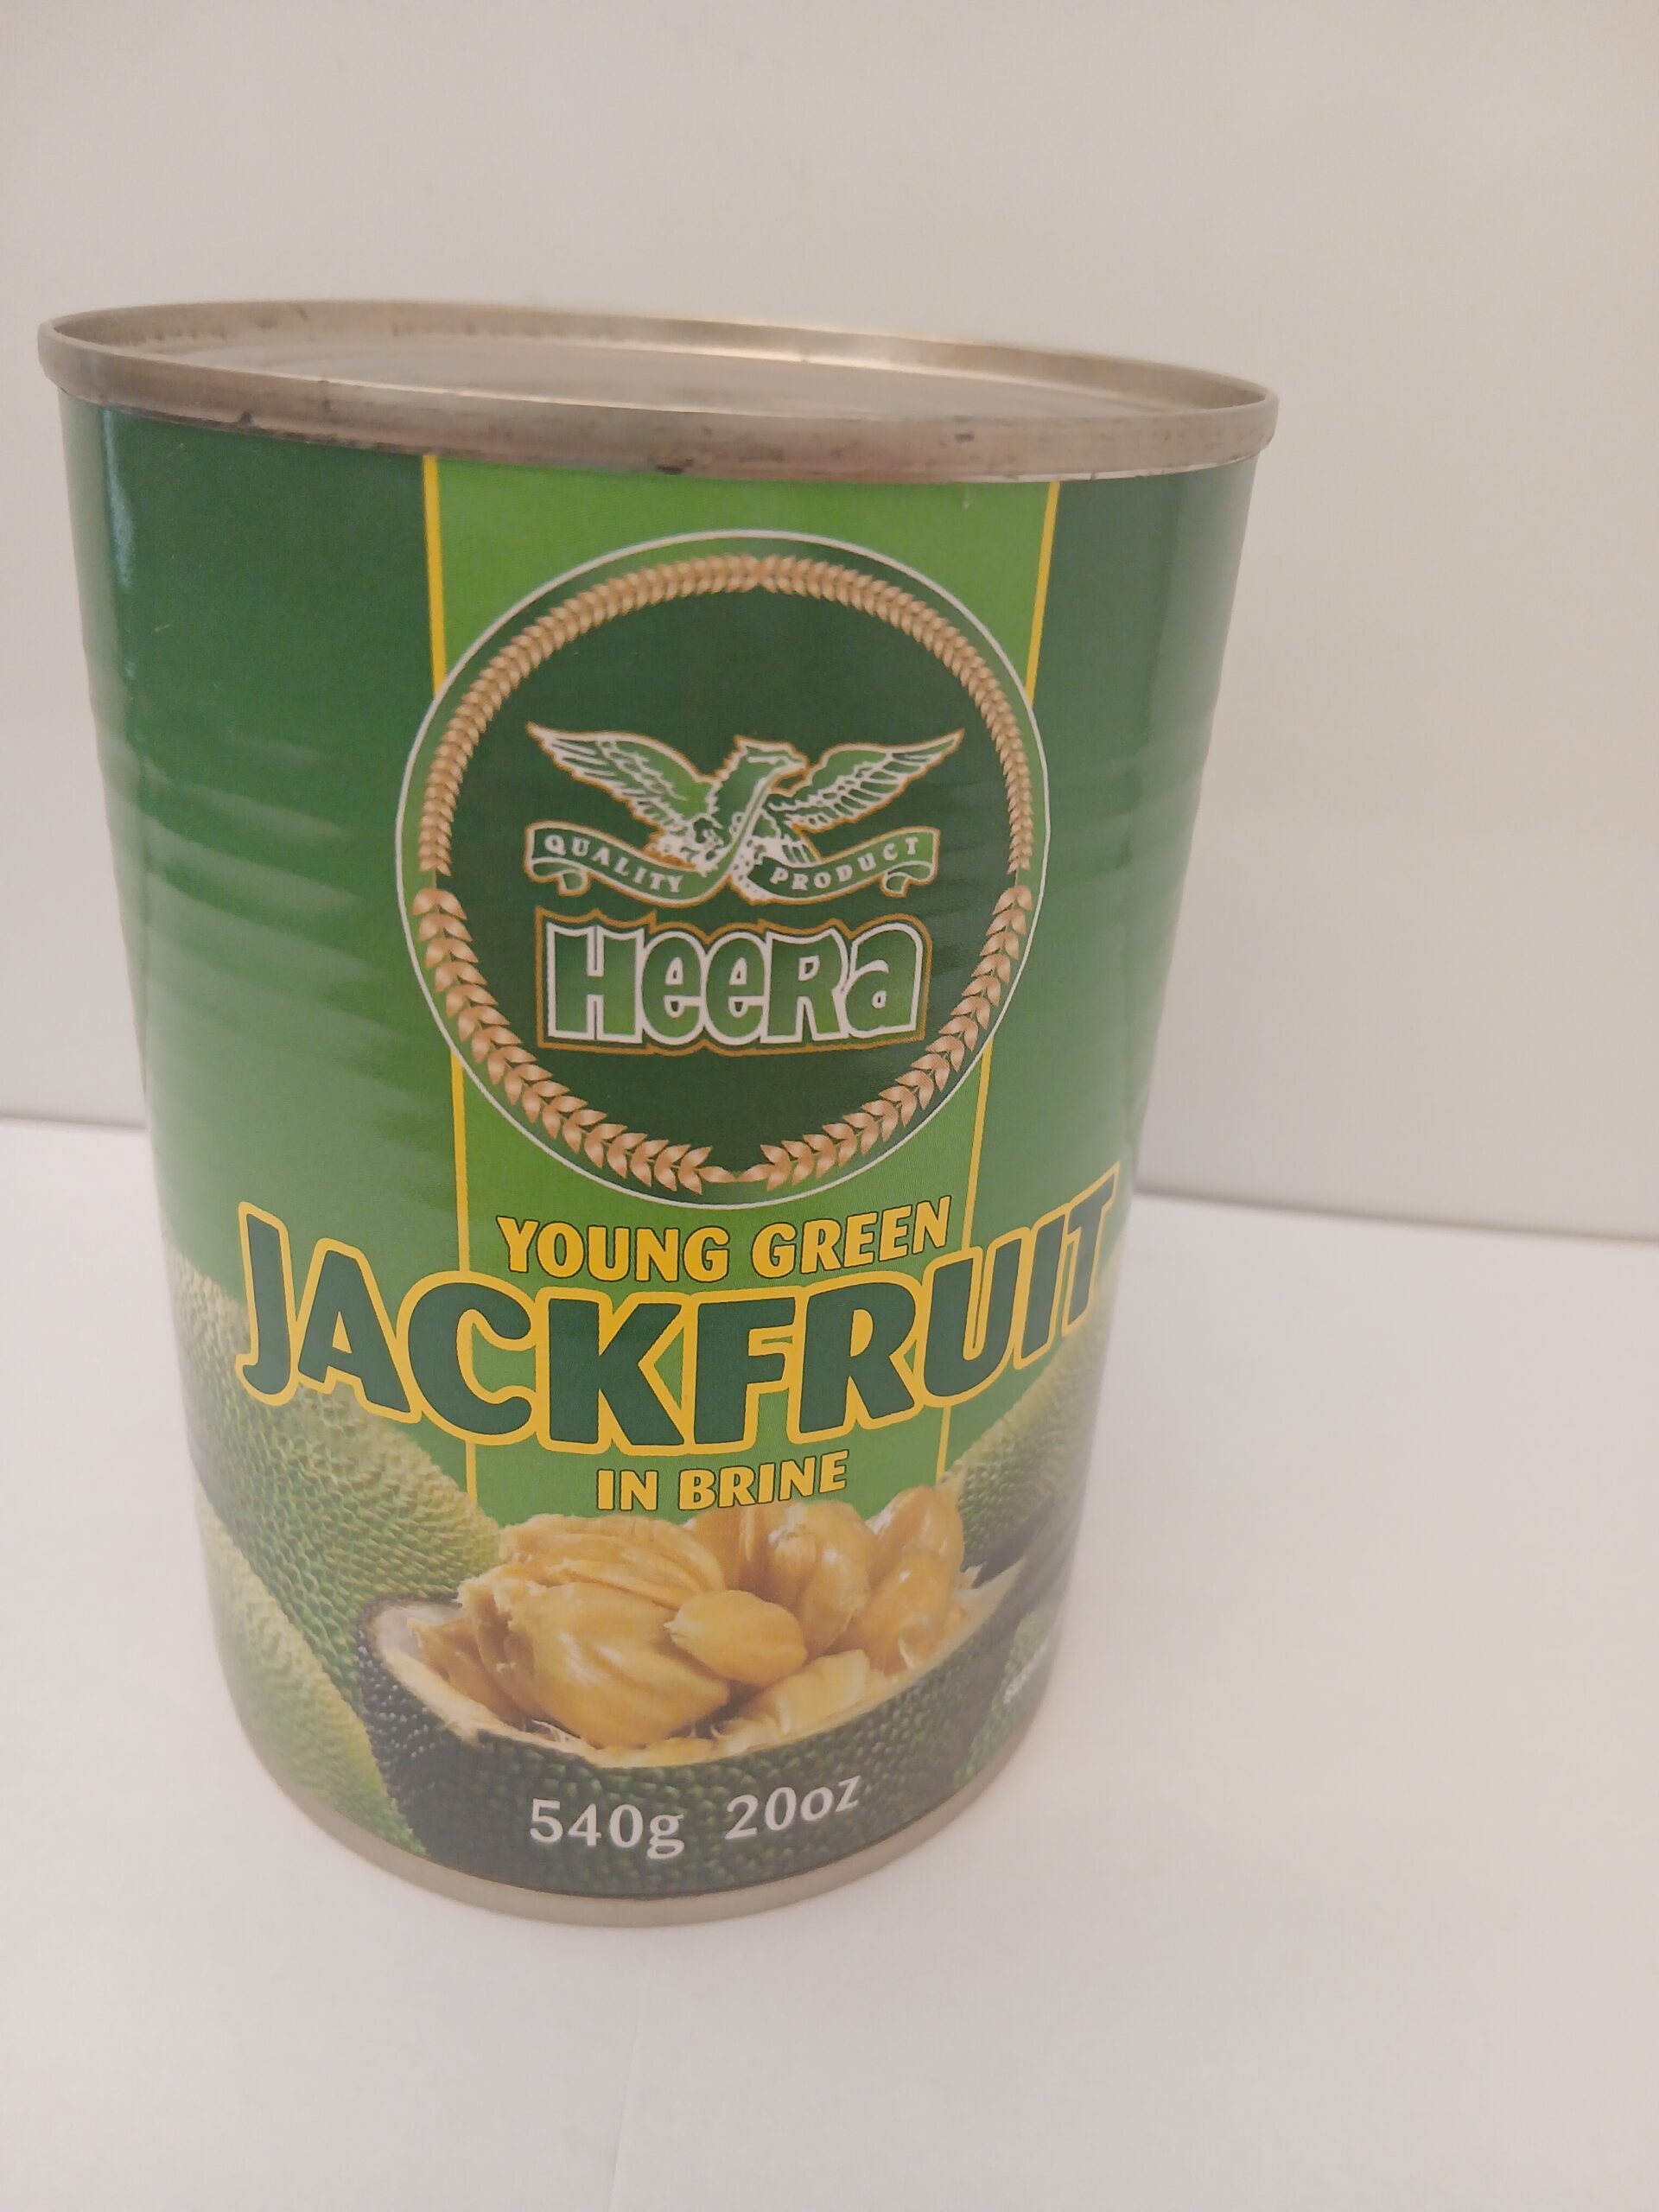 QUALITY PRODUCT
HeeRa
YOUNG GREEN
JACKFRUIT
IN BRINE
540g 20oz